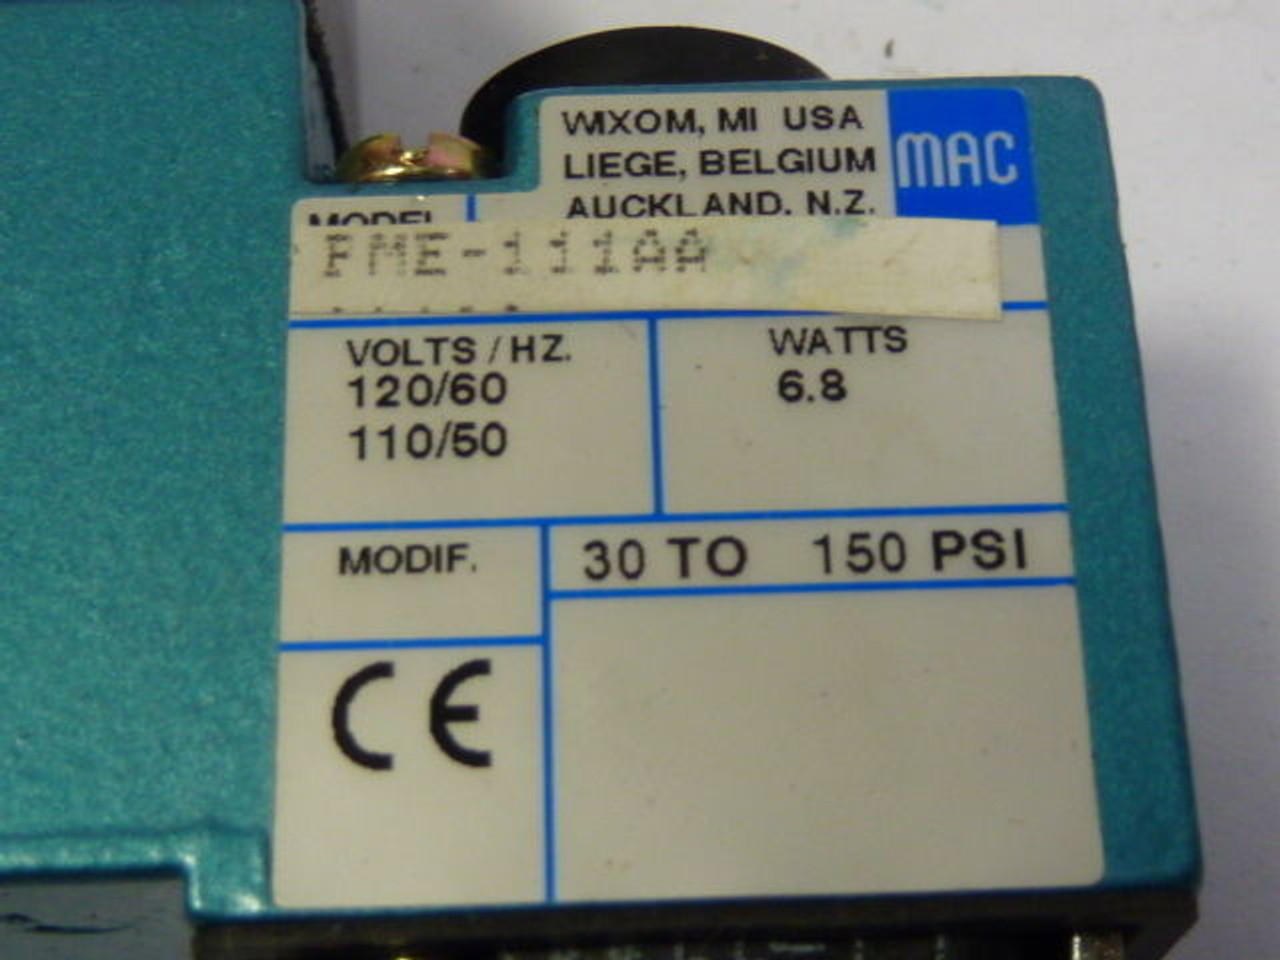 WIXOM, MI USA
LIEGE, BELGIUM
AUCKLAND, N.Z.
MAC
MODEL
PME-111AA
VOLTS / HZ.
120/60
110/50
WATTS
6.8
MODIF.
30 TO 150 PSI
CE